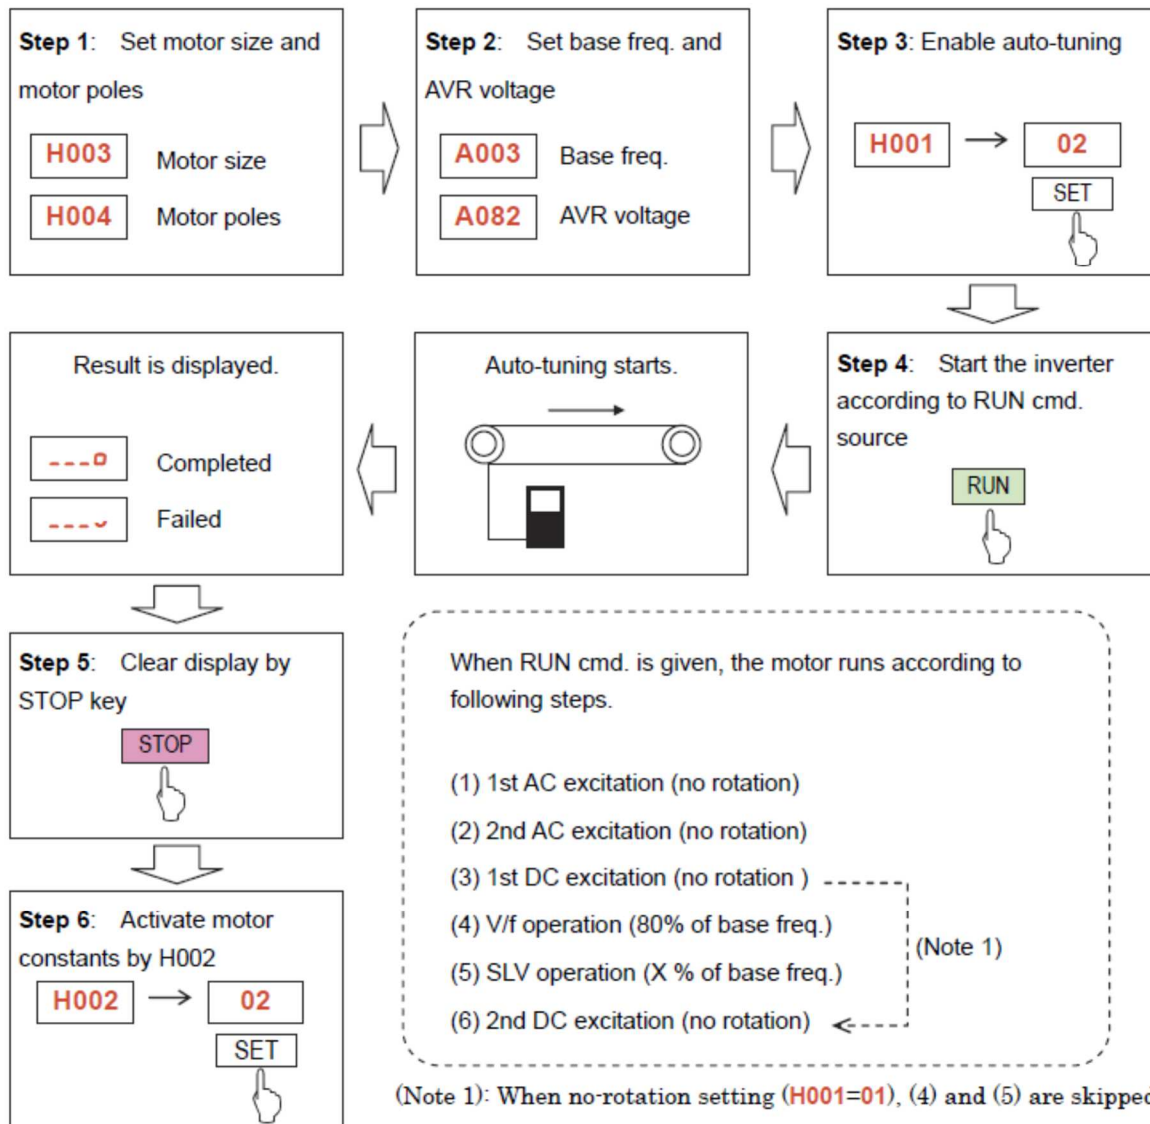 Step 1: Set motor size and
motor poles
H003 Motor size
H004 Motor poles
Step 2: Set base freq. and
AVR voltage
A003 Base freq.
A082 AVR voltage
Step 3: Enable auto-tuning
H001 → 02
SET
Step 4: Start the inverter
according to RUN cmd.
source
RUN
Auto-tuning starts.
Result is displayed.
Completed
Failed
Step 5: Clear display by
STOP key
STOP
Step 6: Activate motor
constants by H002
H002 → 02
SET
When RUN cmd. is given, the motor runs according to
following steps.
(1) 1st AC excitation (no rotation)
(2) 2nd AC excitation (no rotation)
(3) 1st DC excitation (no rotation )
(4) V/f operation (80% of base freq.)
(5) SLV operation (X % of base freq.)
(6) 2nd DC excitation (no rotation)
(Note 1)
(Note 1): When no-rotation setting (H001=01), (4) and (5) are skipped